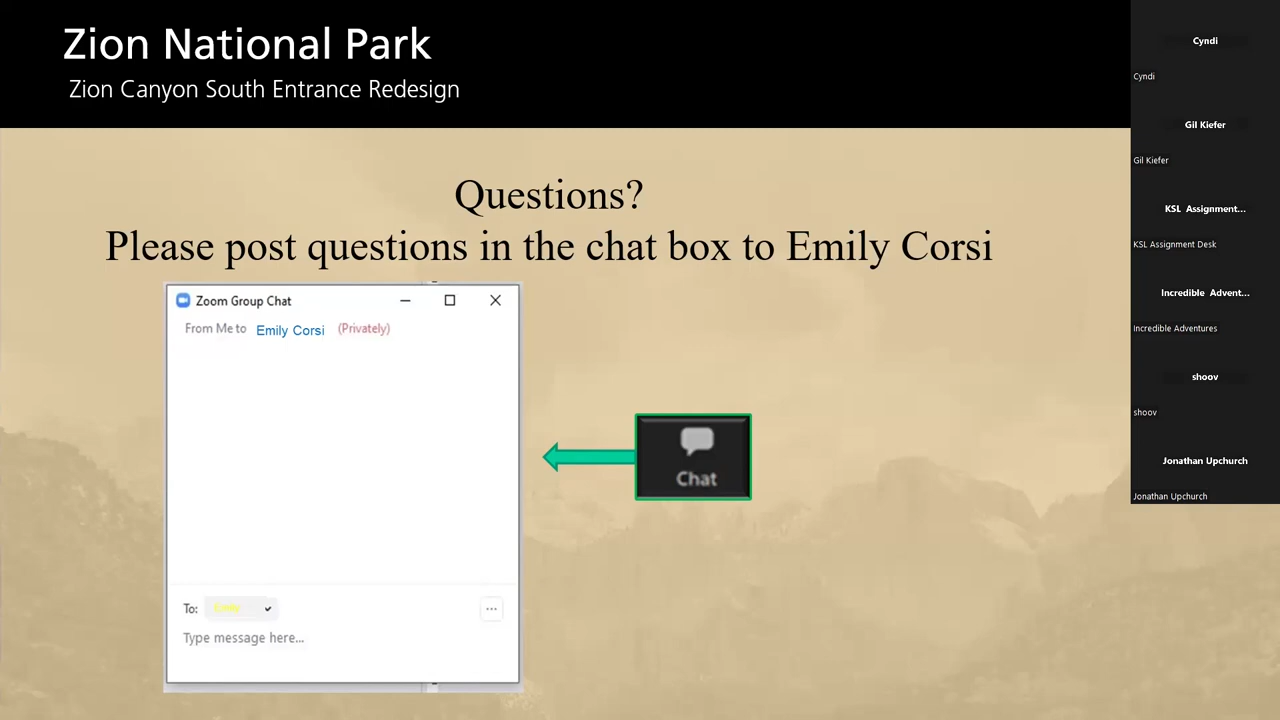 Zion National Park
Zion Canyon South Entrance Redesign
Questions?
Please post questions in the chat box to Emily Corsi
Zoom Group Chat
From Me to Emily Corsi (Privately)
Chat
To:
Type message here...
Cyndi
Cyndi
Gil Kiefer
Gil Kiefer
KSL Assignment...
KSL Assignment Desk
Incredible Advent...
Incredible Adventures
shoov
shoov
Jonathan Upchurch
Jonathan Upchurch